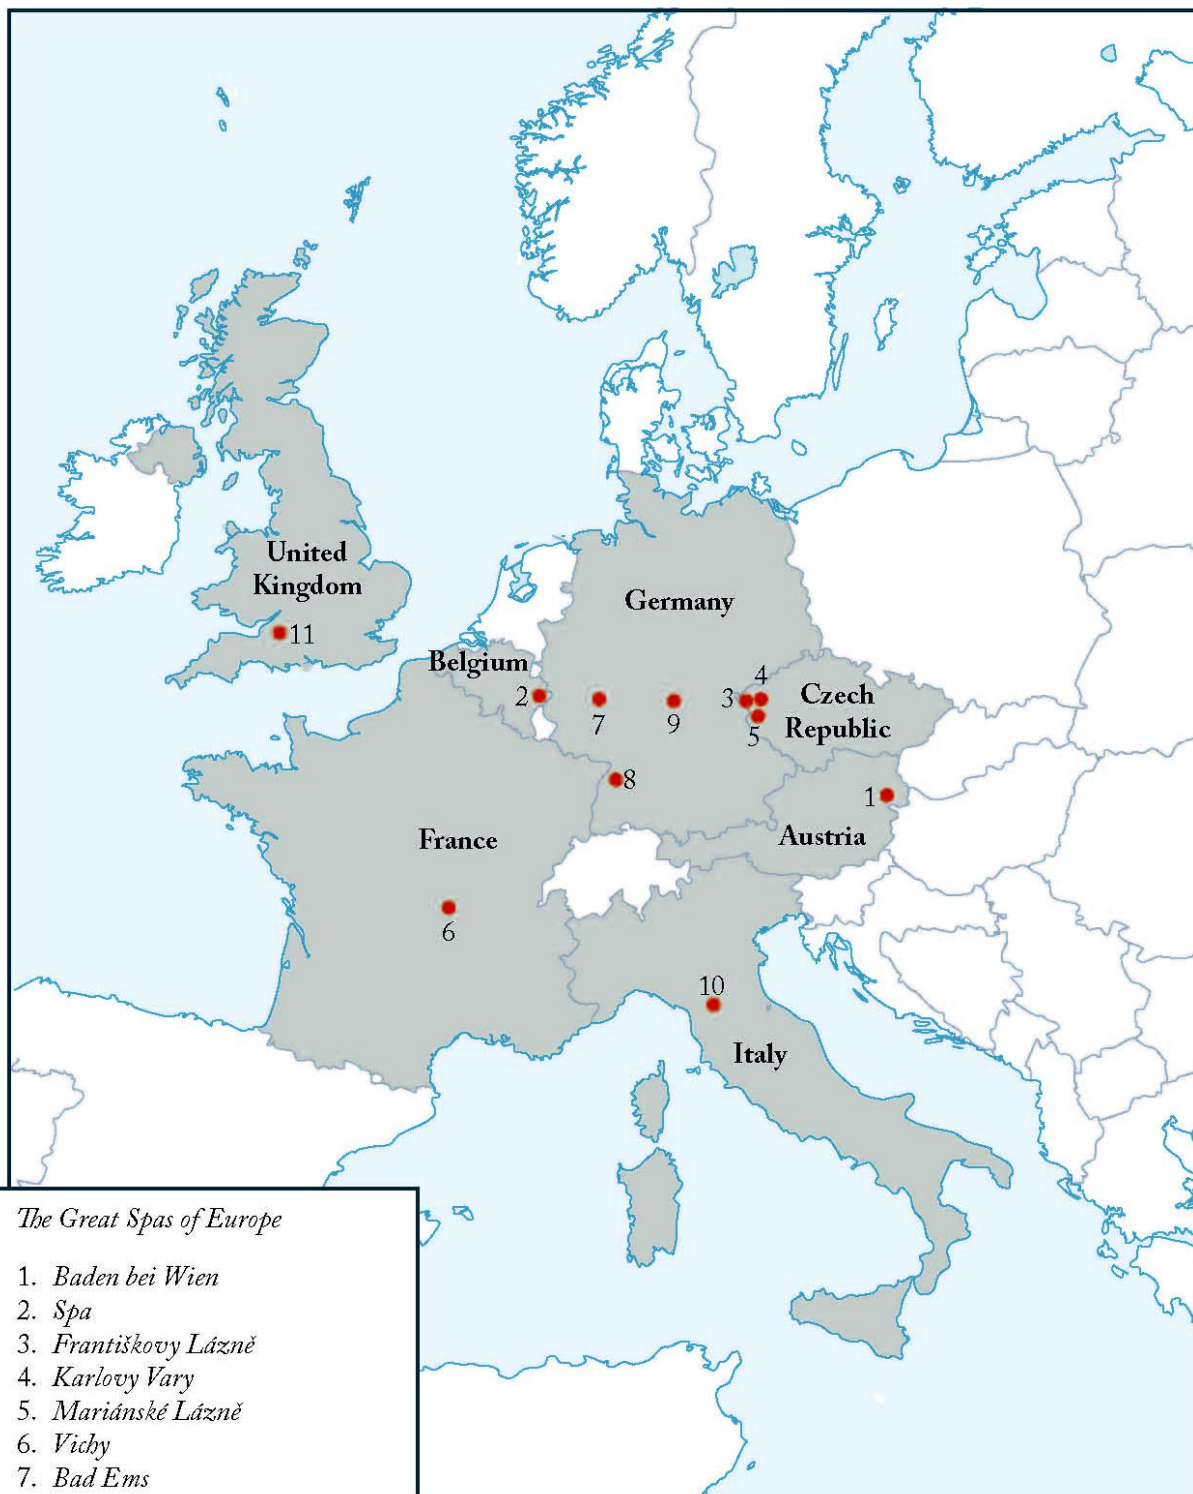 United
Kingdom
11
Germany
Belgium
2
7
9
3
4
5
Czech
Republic
8
1
Austria
France
6
10
Italy
The Great Spas of Europe
1. Baden bei Wien
2. Spa
3. Františkovy Lázně
4. Karlovy Vary
5. Mariánské Lázně
6. Vichy
7. Bad Ems